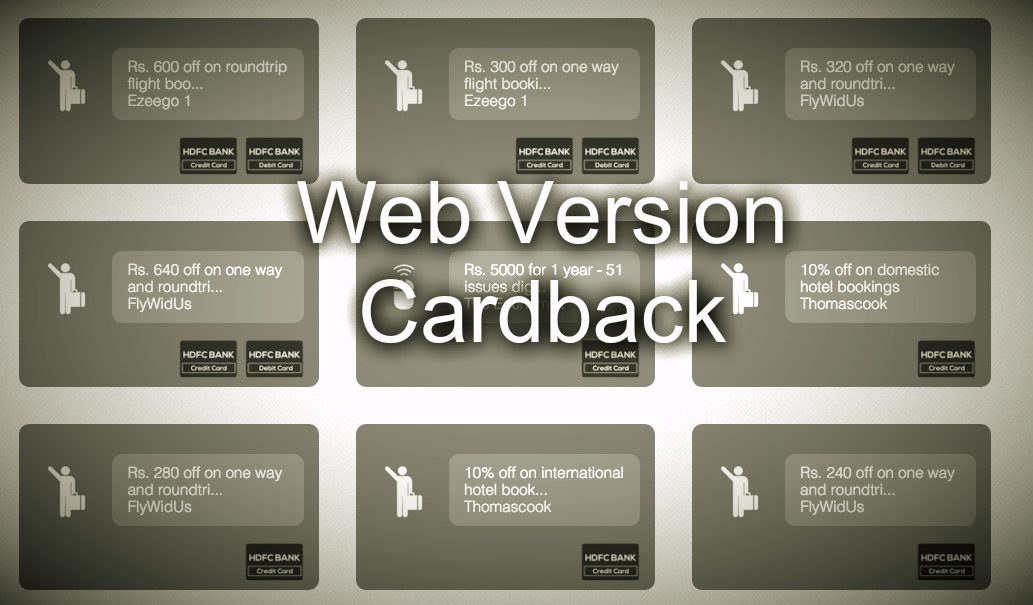 Rs. 600 off on roundtrip
flight boo...
Ezeego 1
HDFC BANK
Credit Card
HDFC BANK
Debit Card
Rs. 300 off on one way
flight booki...
Ezeego 1
HDFC BANK
Credit Card
HDFC BANK
Debit Card
Rs. 320 off on one way
and roundtri...
FlyWidUs
HDFC BANK
Credit Card
HDFC BANK
Debit Card
Web Version
Cardback
Rs. 640 off on one way
and roundtri...
FlyWidUs
HDFC BANK
Credit Card
HDFC BANK
Debit Card
Rs. 5000 for 1 year - 51
issues dig...
HDFC BANK
Credit Card
10% off on domestic
hotel bookings
Thomascook
HDFC BANK
Credit Card
Rs. 280 off on one way
and roundtri...
FlyWidUs
HDFC BANK
Credit Card
10% off on international
hotel book...
Thomascook
HDFC BANK
Credit Card
Rs. 240 off on one way
and roundtri...
FlyWidUs
HDFC BANK
Credit Card